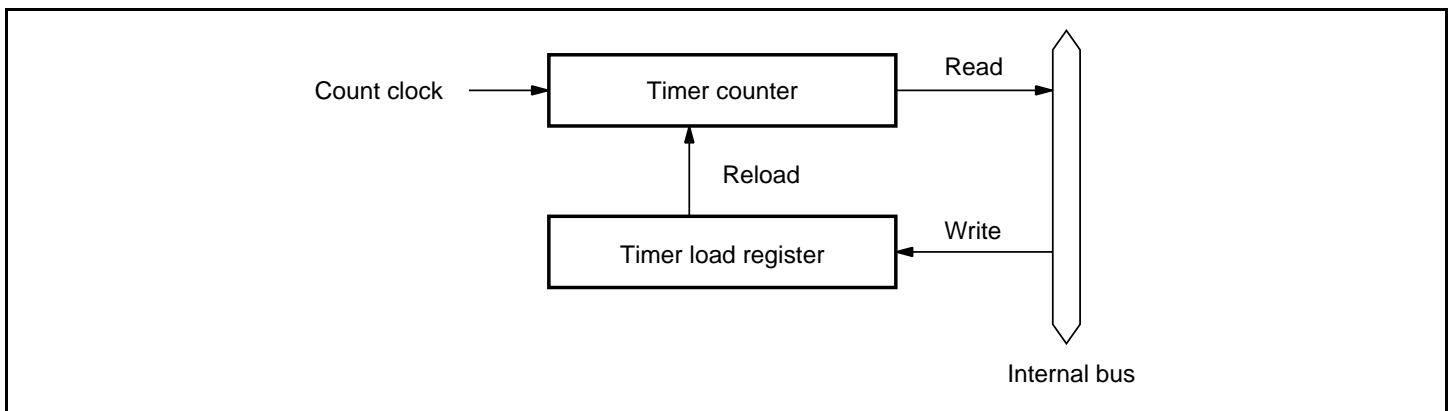 Read
Count clock
Timer counter
Reload
Write
Timer load register
Internal bus